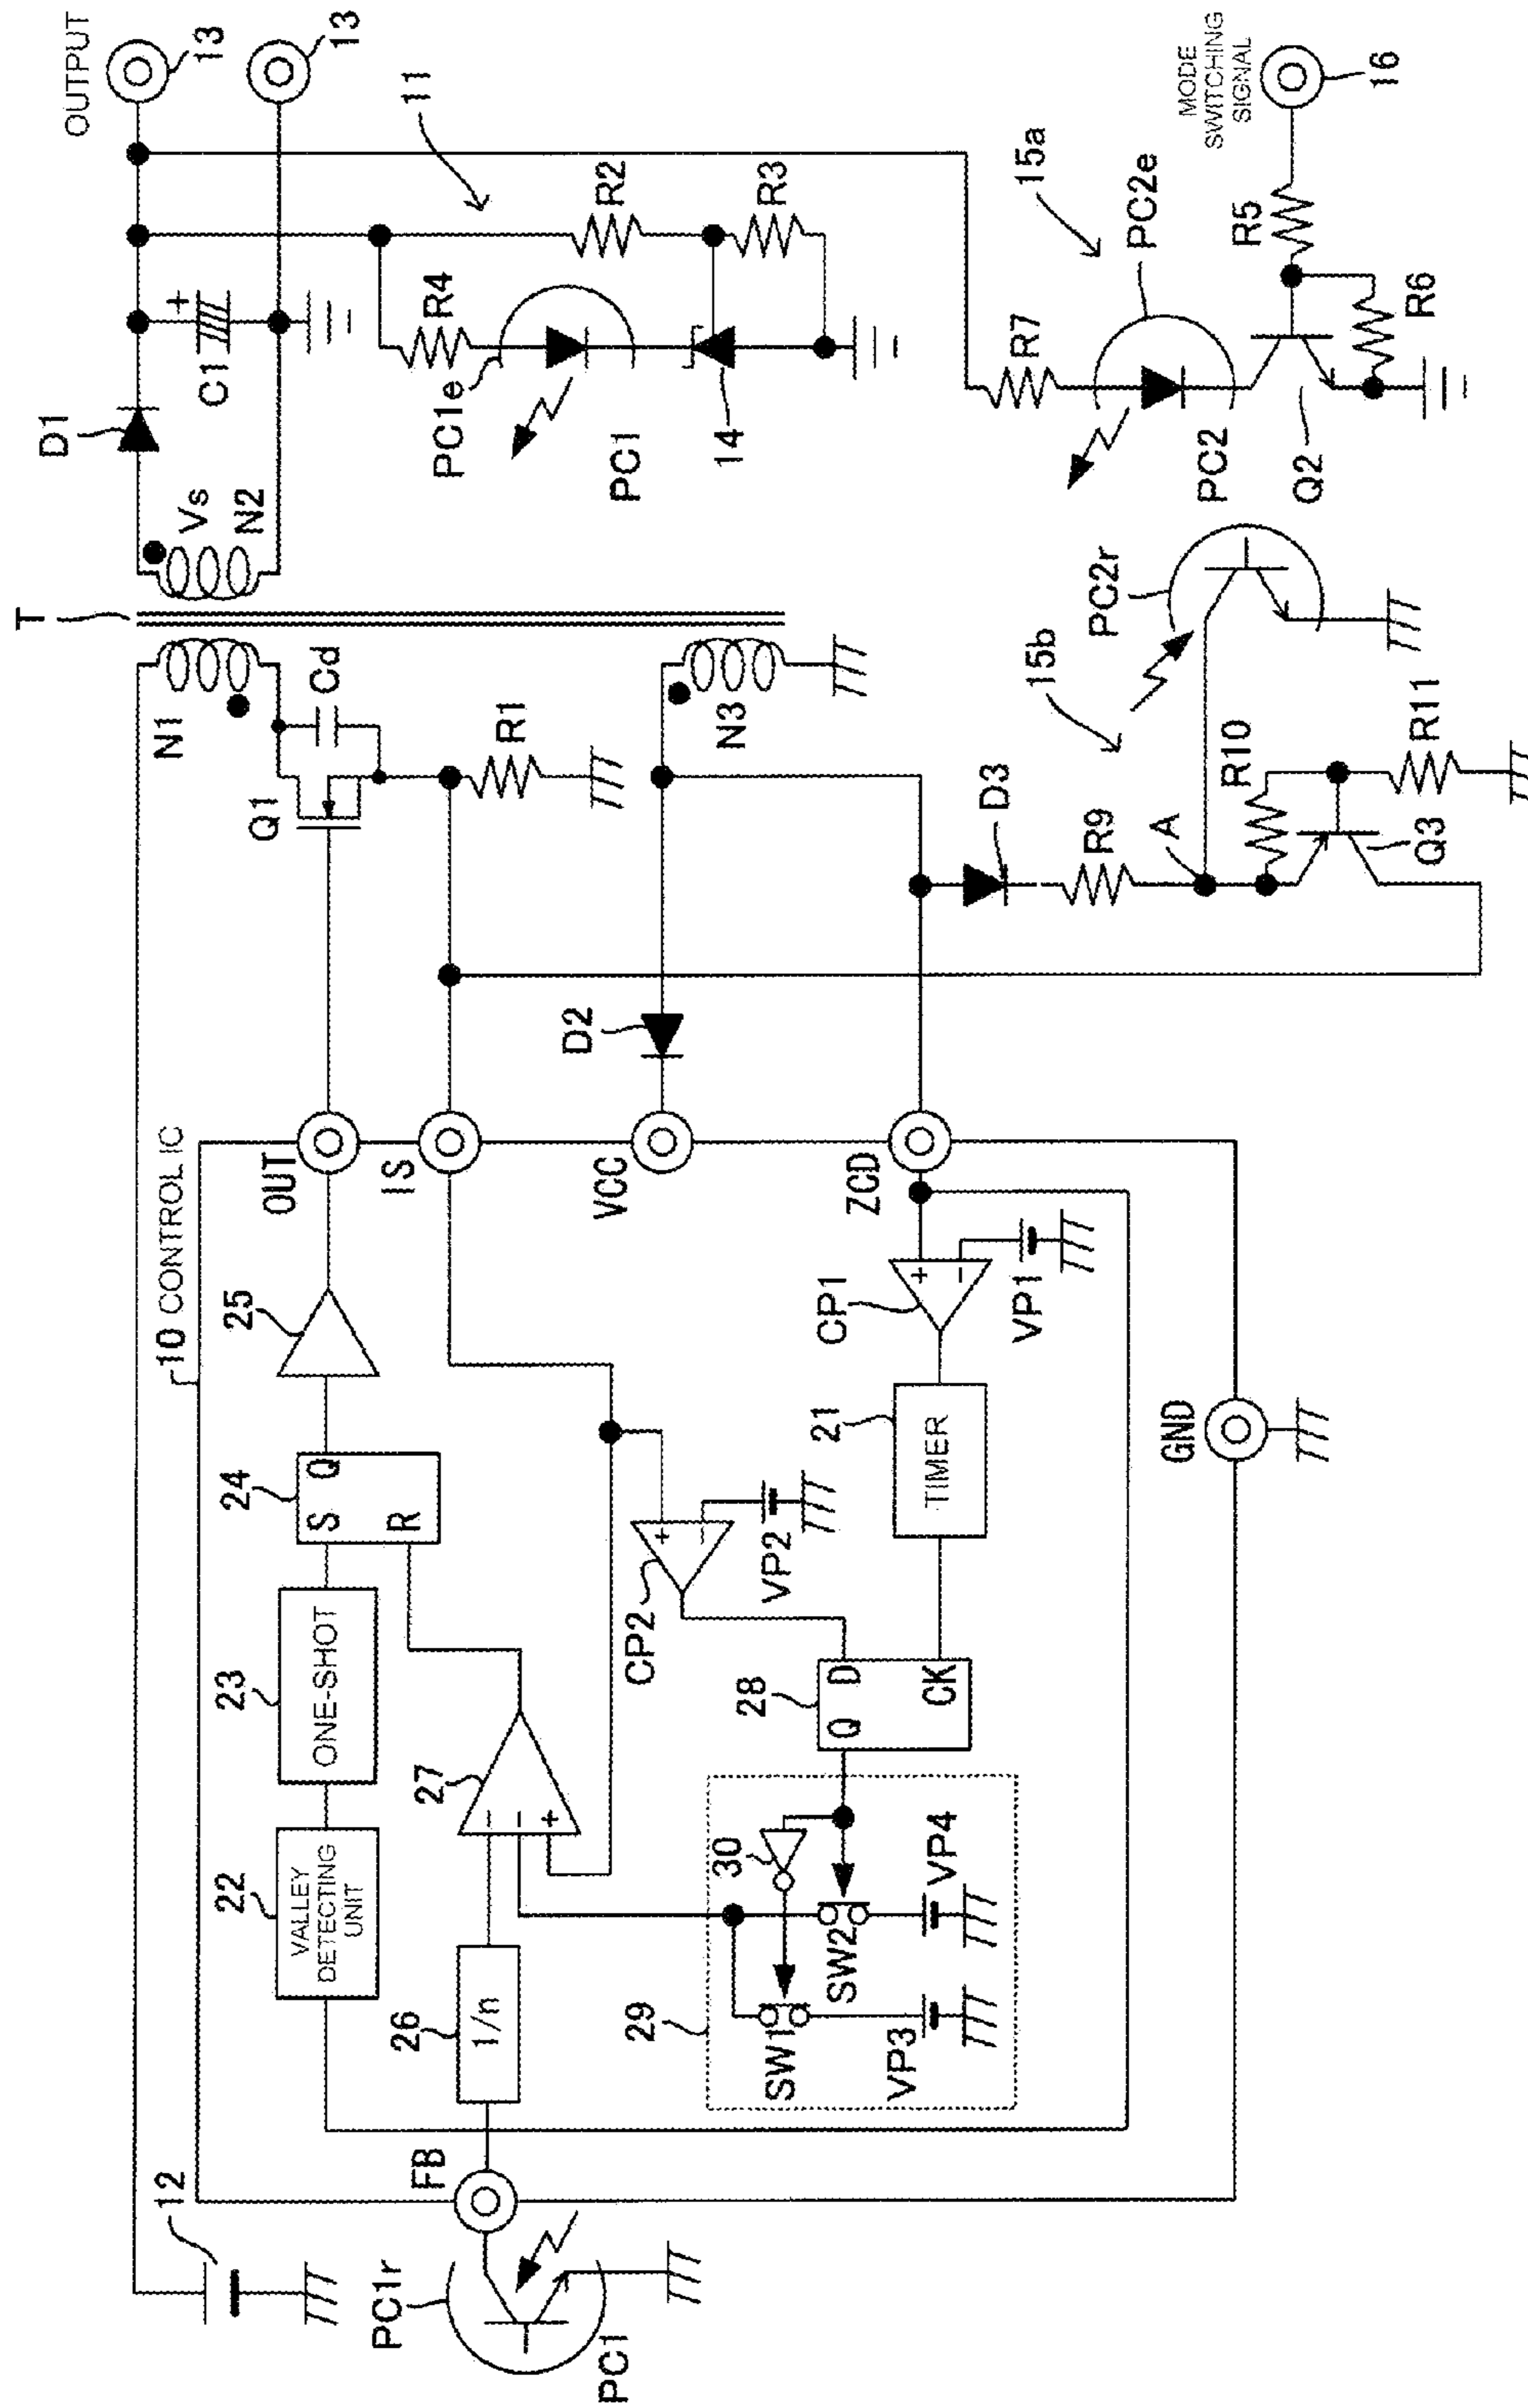 T
D1
Vs
N2
C1
+
OUTPUT
13
13
11
R2
R3
R4
PC1e
PC1
14
N1
Cd
Q1
R1
N3
D2
D3
R9
A
15b
R10
R11
Q3
PC2r
R7
PC2e
15a
PC2
Q2
R5
R6
MODE
SWITCHING
SIGNAL
16
10 CONTROL IC
OUT
IS
VCC
ZCD
GND
FB
12
PC1r
PC1
22
VALLEY
DETECTING
UNIT
23
ONE-SHOT
24
S
Q
R
25
26
1/n
27
−
−
+
CP2
+
−
VP2
CP1
+
−
VP1
21
TIMER
28
Q
D
CK
29
30
SW1
SW2
VP3
VP4